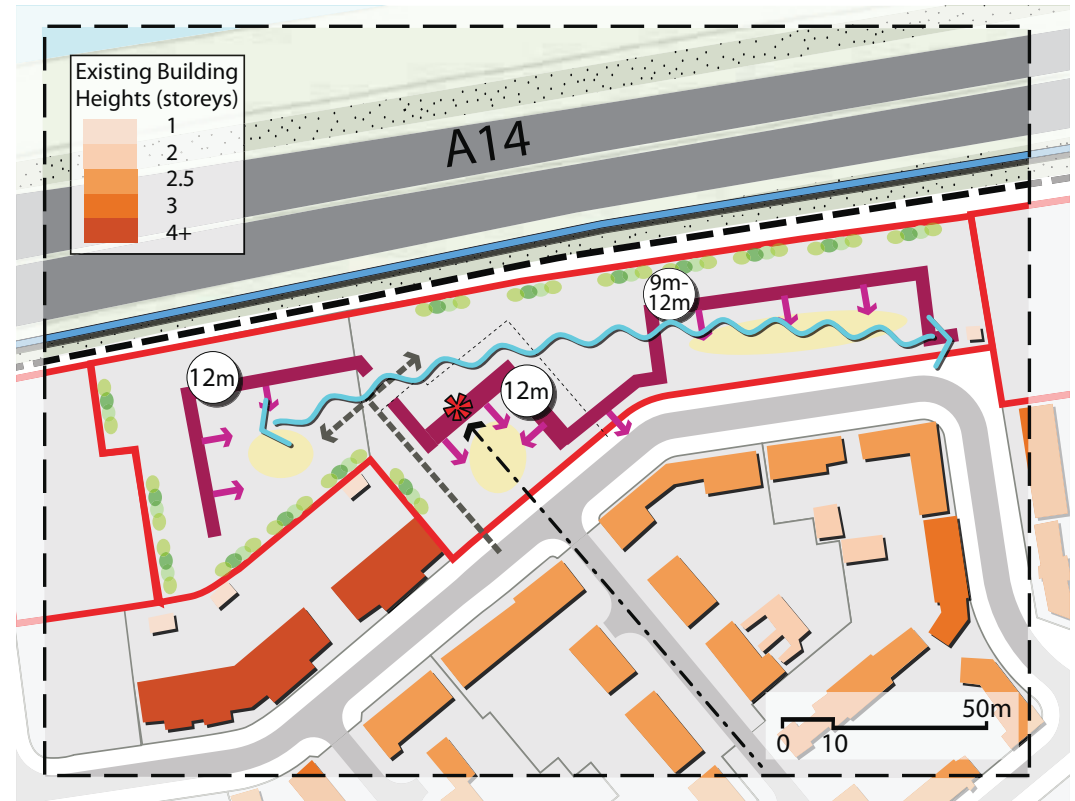 Existing Building
Heights (storeys)
1
2
2.5
3
4+
A14
9m-
12m
12m
12m
50m
0 10